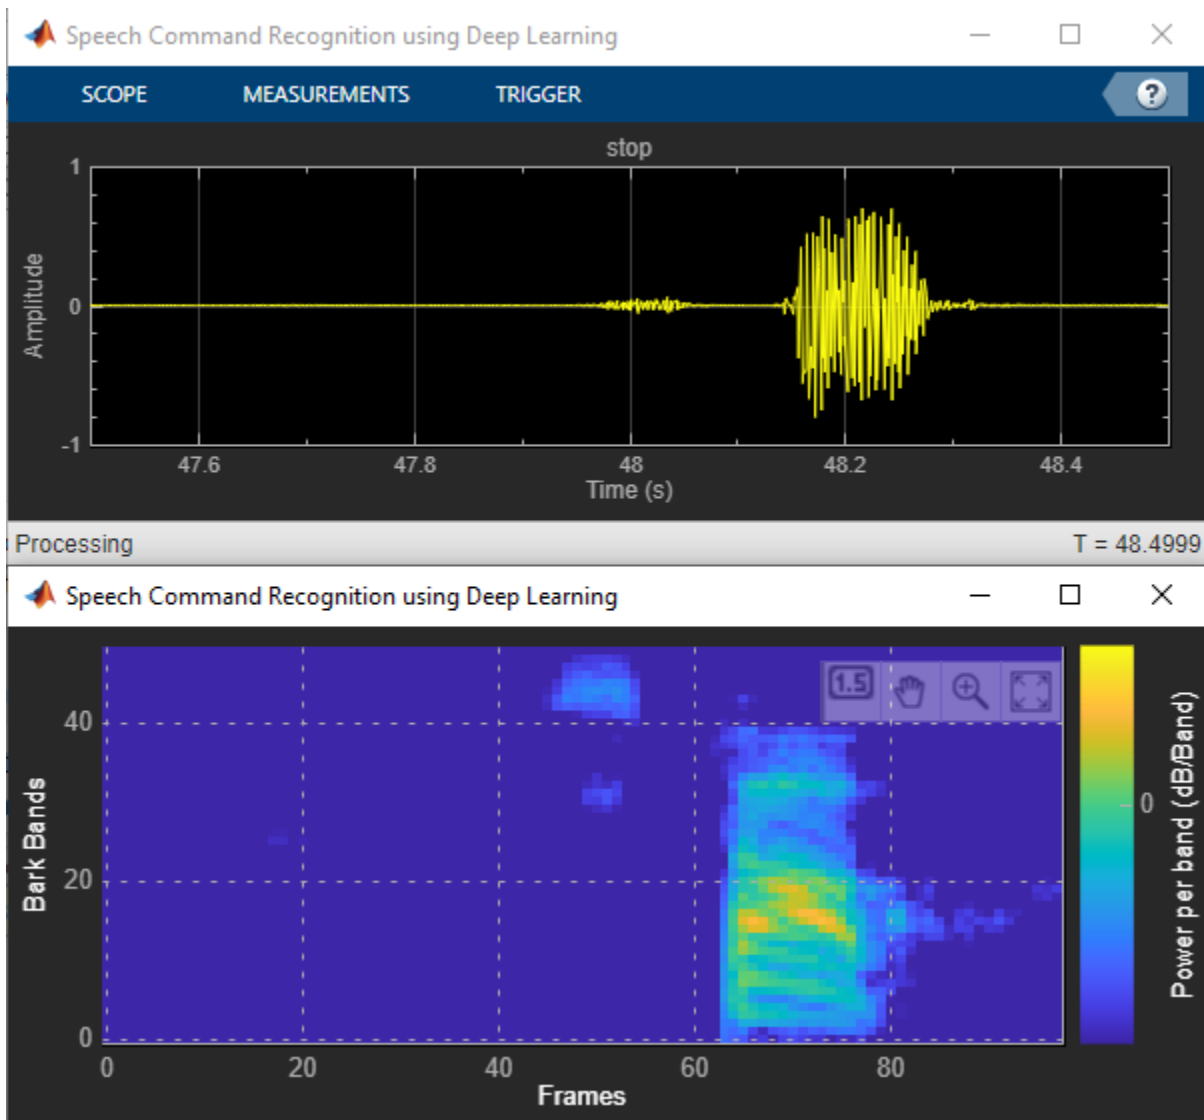 Speech Command Recognition using Deep Learning
SCOPE MEASUREMENTS TRIGGER ?
stop
1
0
-1
Amplitude
47.6 47.8 48 48.2 48.4
Time (s)
Processing T = 48.4999
Speech Command Recognition using Deep Learning
1.5
40
20
0
Bark Bands
0 20 40 60 80
Frames
0
Power per band (dB/Band)